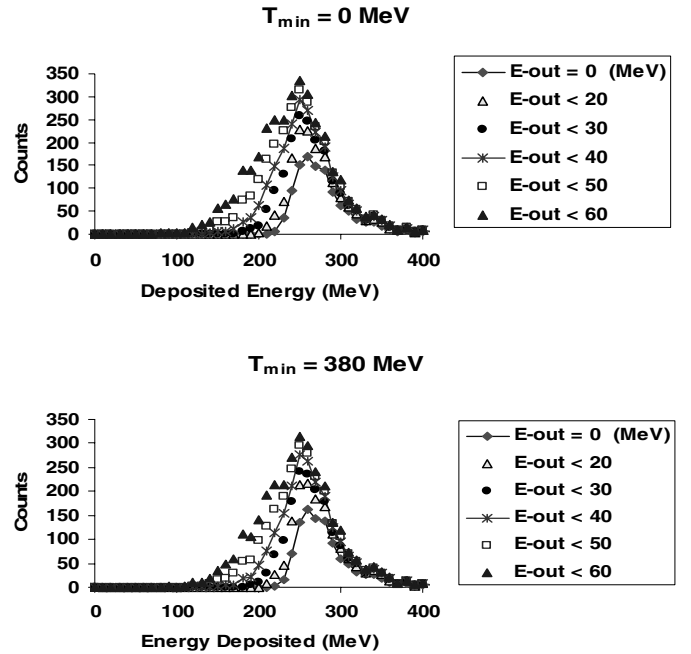 T min = 0 MeV
350
300
250
200
150
100
50
0
Counts
0 100 200 300 400
Deposited Energy (MeV)
E-out = 0 (MeV)
E-out < 20
E-out < 30
E-out < 40
E-out < 50
E-out < 60
T min = 380 MeV
350
300
250
200
150
100
50
0
Counts
0 100 200 300 400
Energy Deposited (MeV)
E-out = 0 (MeV)
E-out < 20
E-out < 30
E-out < 40
E-out < 50
E-out < 60